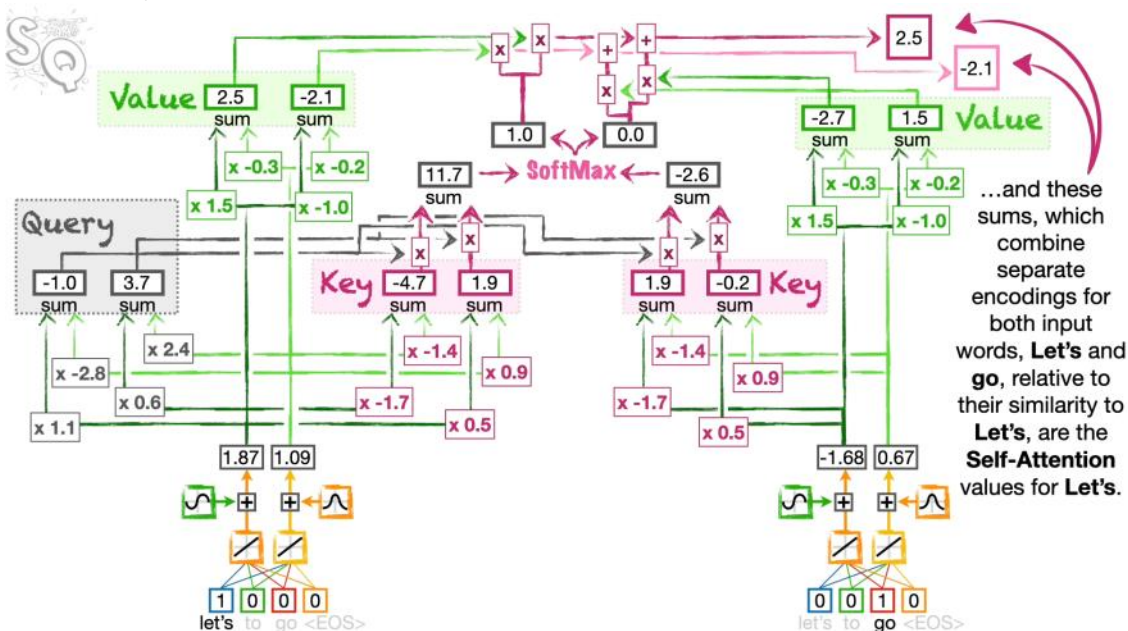 SQ
2.5
-2.1
x x + +
x x
Value 2.5 -2.1
sum sum
-2.7 1.5 Value
sum sum
1.0 0.0
SoftMax
x -0.3 x -0.2
x 1.5 x -1.0
11.7 -2.6
sum sum
x -0.3 x -0.2
x 1.5 x -1.0
Query
-1.0 3.7
sum sum
x x
Key -4.7 1.9
sum sum
x x
1.9 -0.2 Key
sum sum
x 2.4
x -2.8
x 0.6
x 1.1
x -1.4
x 0.9
x -1.7
x 0.5
x -1.4
x 0.9
x -1.7
x 0.5
1.87 1.09
+ +
1 0 0 0
let's to go <EOS>
-1.68 0.67
+ +
0 0 1 0
let's to go <EOS>
...and these
sums, which
combine
separate
encodings for
both input
words, Let's and
go, relative to
their similarity to
Let's, are the
Self-Attention
values for Let's.